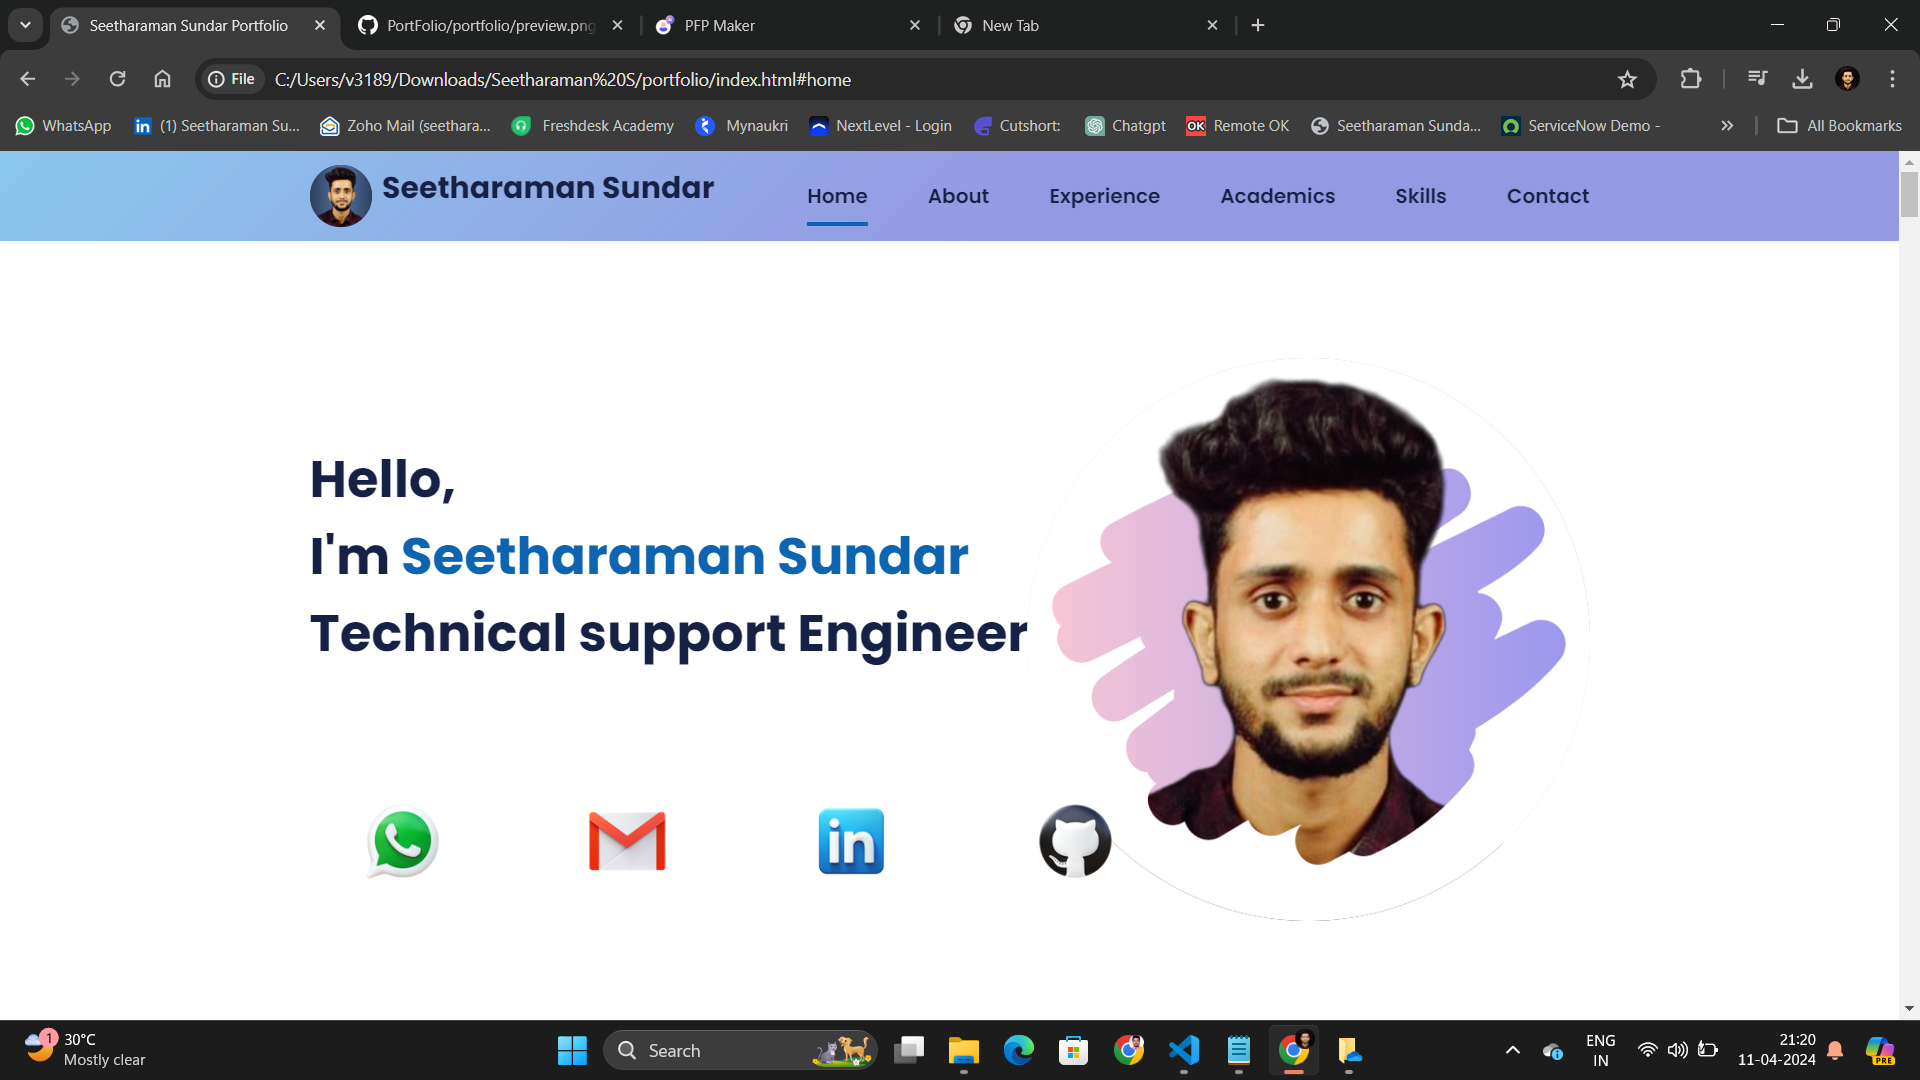 Seetharaman Sundar Portfolio
PortFolio/portfolio/preview.png
PFP Maker
New Tab
File
C:/Users/v3189/Downloads/Seetharaman%20S/portfolio/index.html#home
WhatsApp
(1) Seetharaman Su...
Zoho Mail (seethara...
Freshdesk Academy
Mynaukri
NextLevel - Login
Cutshort:
Chatgpt
OK
Remote OK
Seetharaman Sunda...
ServiceNow Demo -
All Bookmarks
Seetharaman Sundar
Home
About
Experience
Academics
Skills
Contact
Hello,
I'm Seetharaman Sundar
Technical support Engineer
in
1
30°C
Mostly clear
Search
ENG
IN
21:20
11-04-2024
PRE